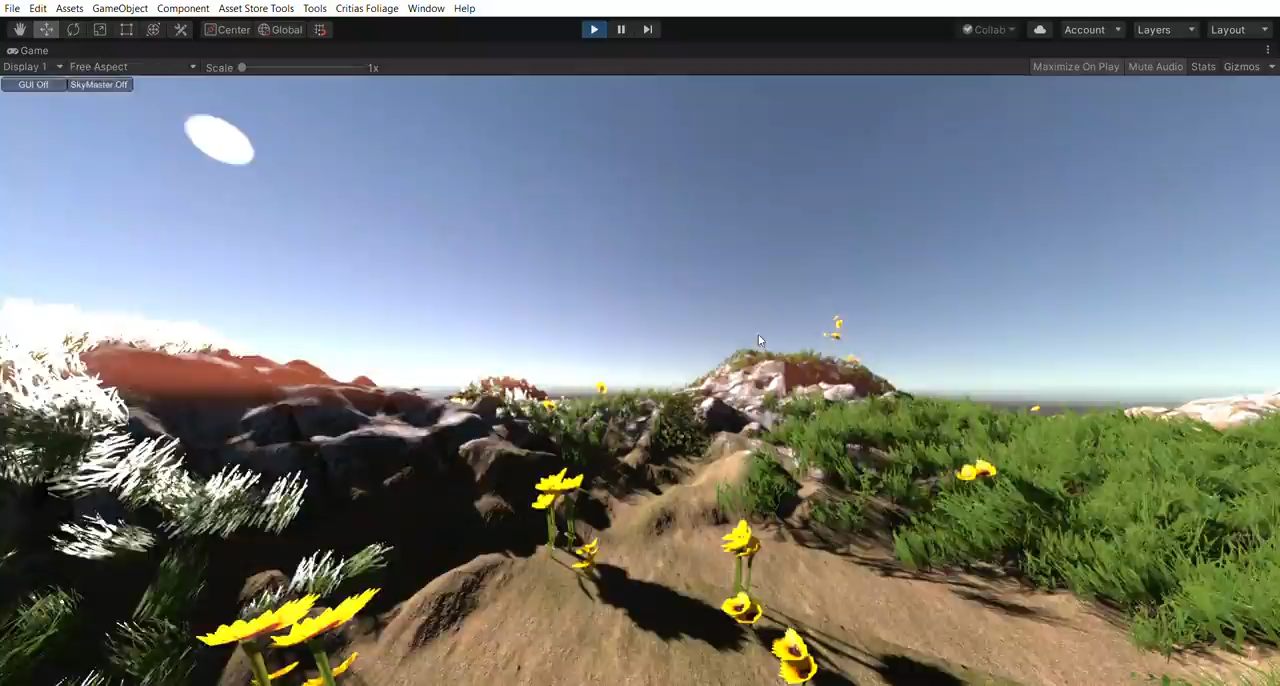 File Edit Assets GameObject Component Asset Store Tools Tools Critias Foliage Window Help
Center Global Collab Account Layers Layout
Game
Display 1 Free Aspect Scale 1x Maximize On Play Mute Audio Stats Gizmos
GUI Off SkyMaster Off